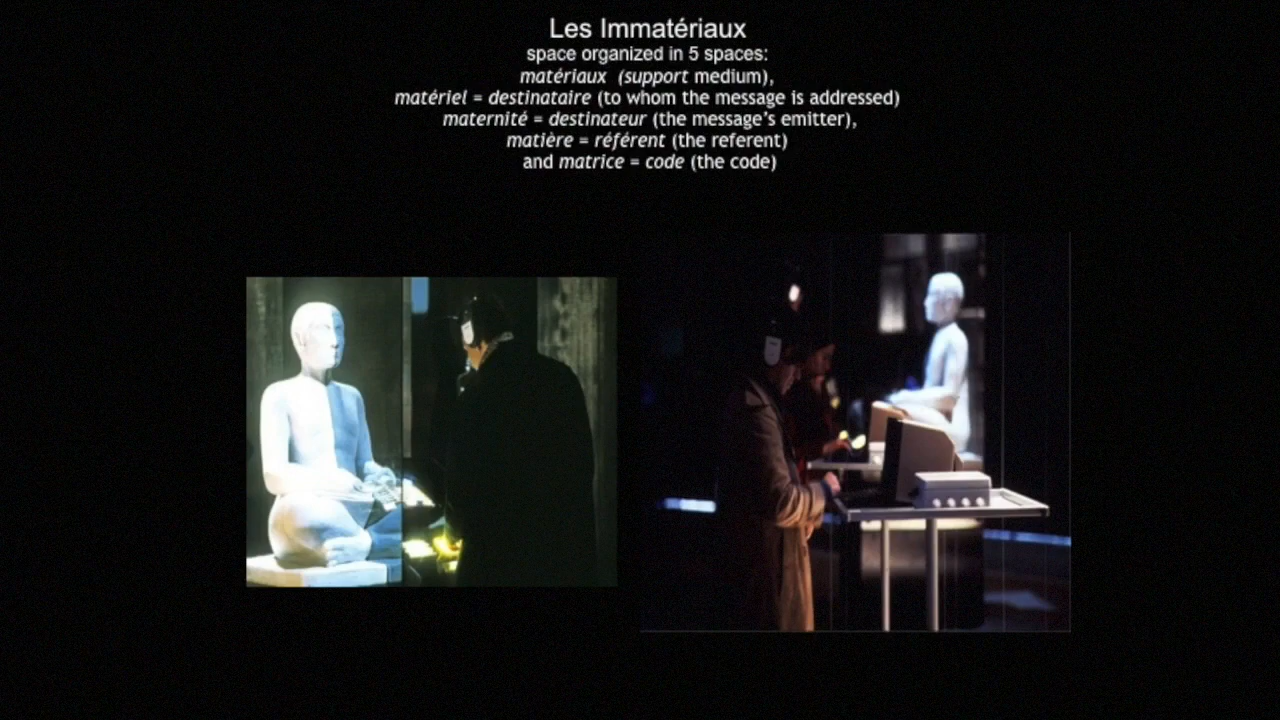 Les Immatériaux
space organized in 5 spaces:
matériaux (support medium),
matériel = destinataire (to whom the message is addressed)
maternité = destinateur (the message's emitter),
matière = référent (the referent)
and matrice = code (the code)